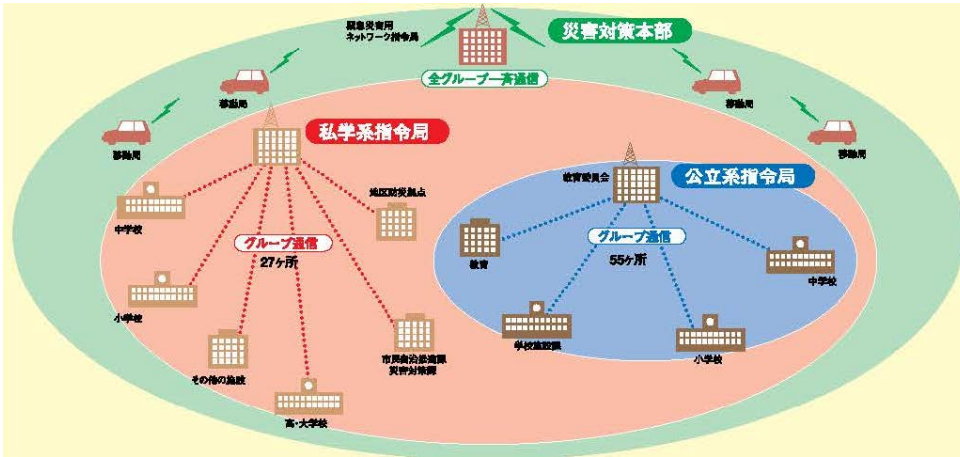 緊急災害用
ネットワーク指令局
災害対策本部
全グループ一斉通信
移動局
移動局
移動局
移動局
私学系指令局
公立系指令局
教育委員会
地区防災拠点
中学校
グループ通信
27ヶ所
グループ通信
55ヶ所
教育
中学校
小学校
学校施設課
小学校
その他の施設
市民自治推進課
災害対策課
高・大学校